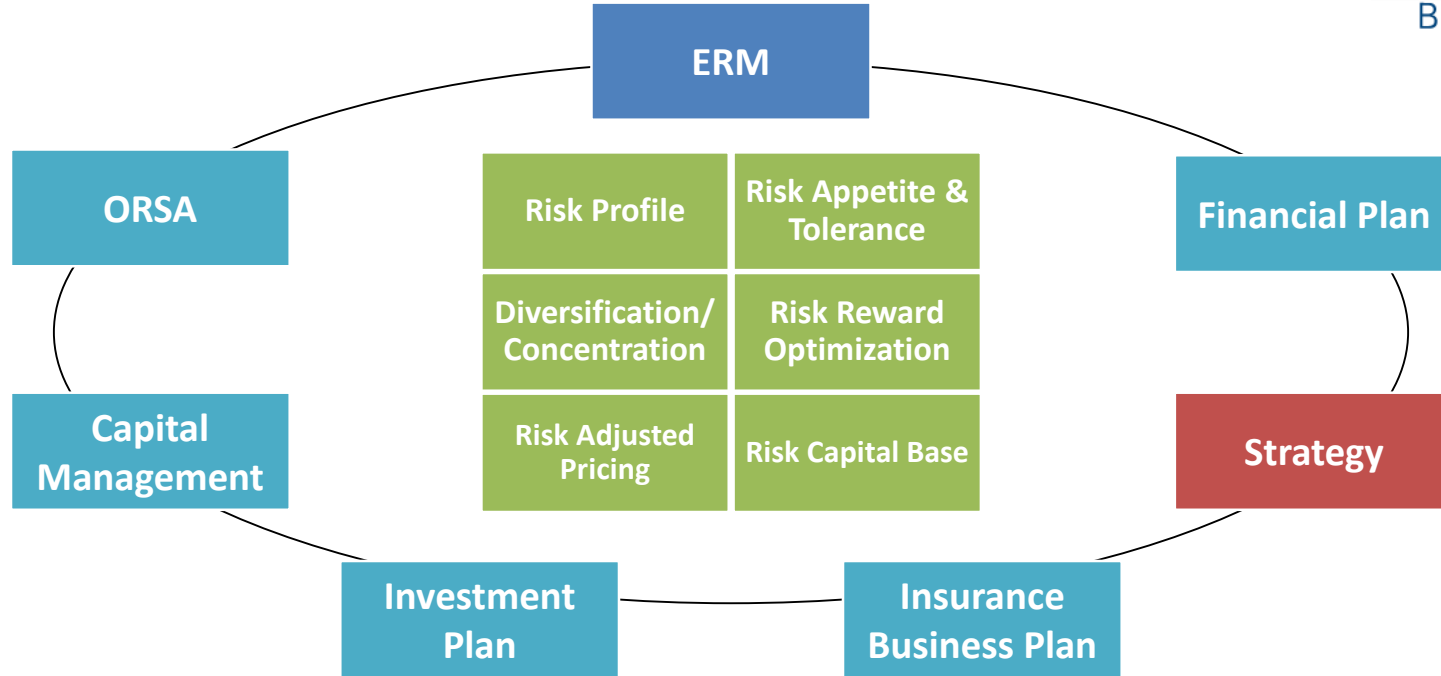 B
ERM
ORSA
Risk Profile
Risk Appetite &
Tolerance
Financial Plan
Diversification/
Concentration
Risk Reward
Optimization
Capital
Management
Risk Adjusted
Pricing
Risk Capital Base
Strategy
Investment
Plan
Insurance
Business Plan